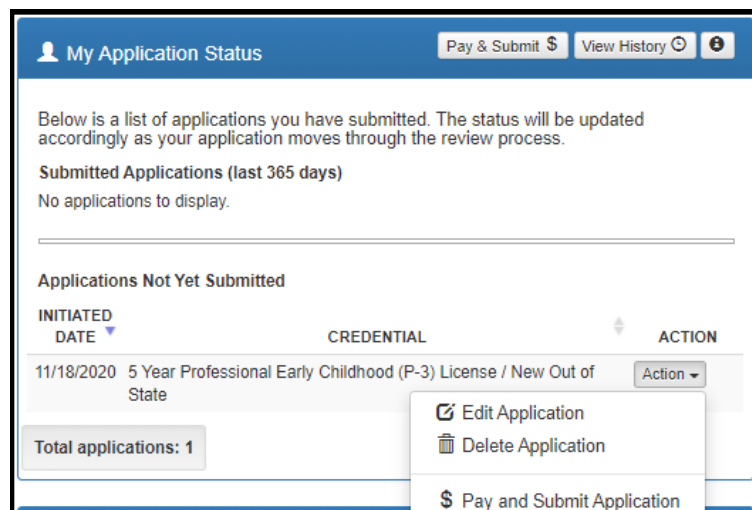 My Application Status
Pay & Submit $
View History
Below is a list of applications you have submitted. The status will be updated
accordingly as your application moves through the review process.
Submitted Applications (last 365 days)
No applications to display.
Applications Not Yet Submitted
INITIATED
DATE CREDENTIAL ACTION
11/18/2020 5 Year Professional Early Childhood (P-3) License / New Out of Action
State
Edit Application
Total applications: 1
Delete Application
$ Pay and Submit Application